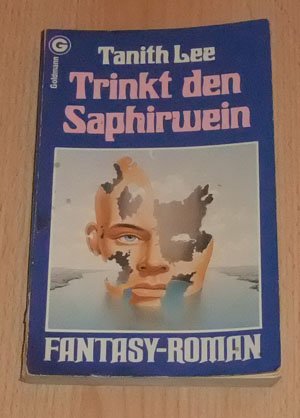 Goldmann
G
Tanith Lee
Trinkt den
Saphirwein
FANTASY-ROMAN